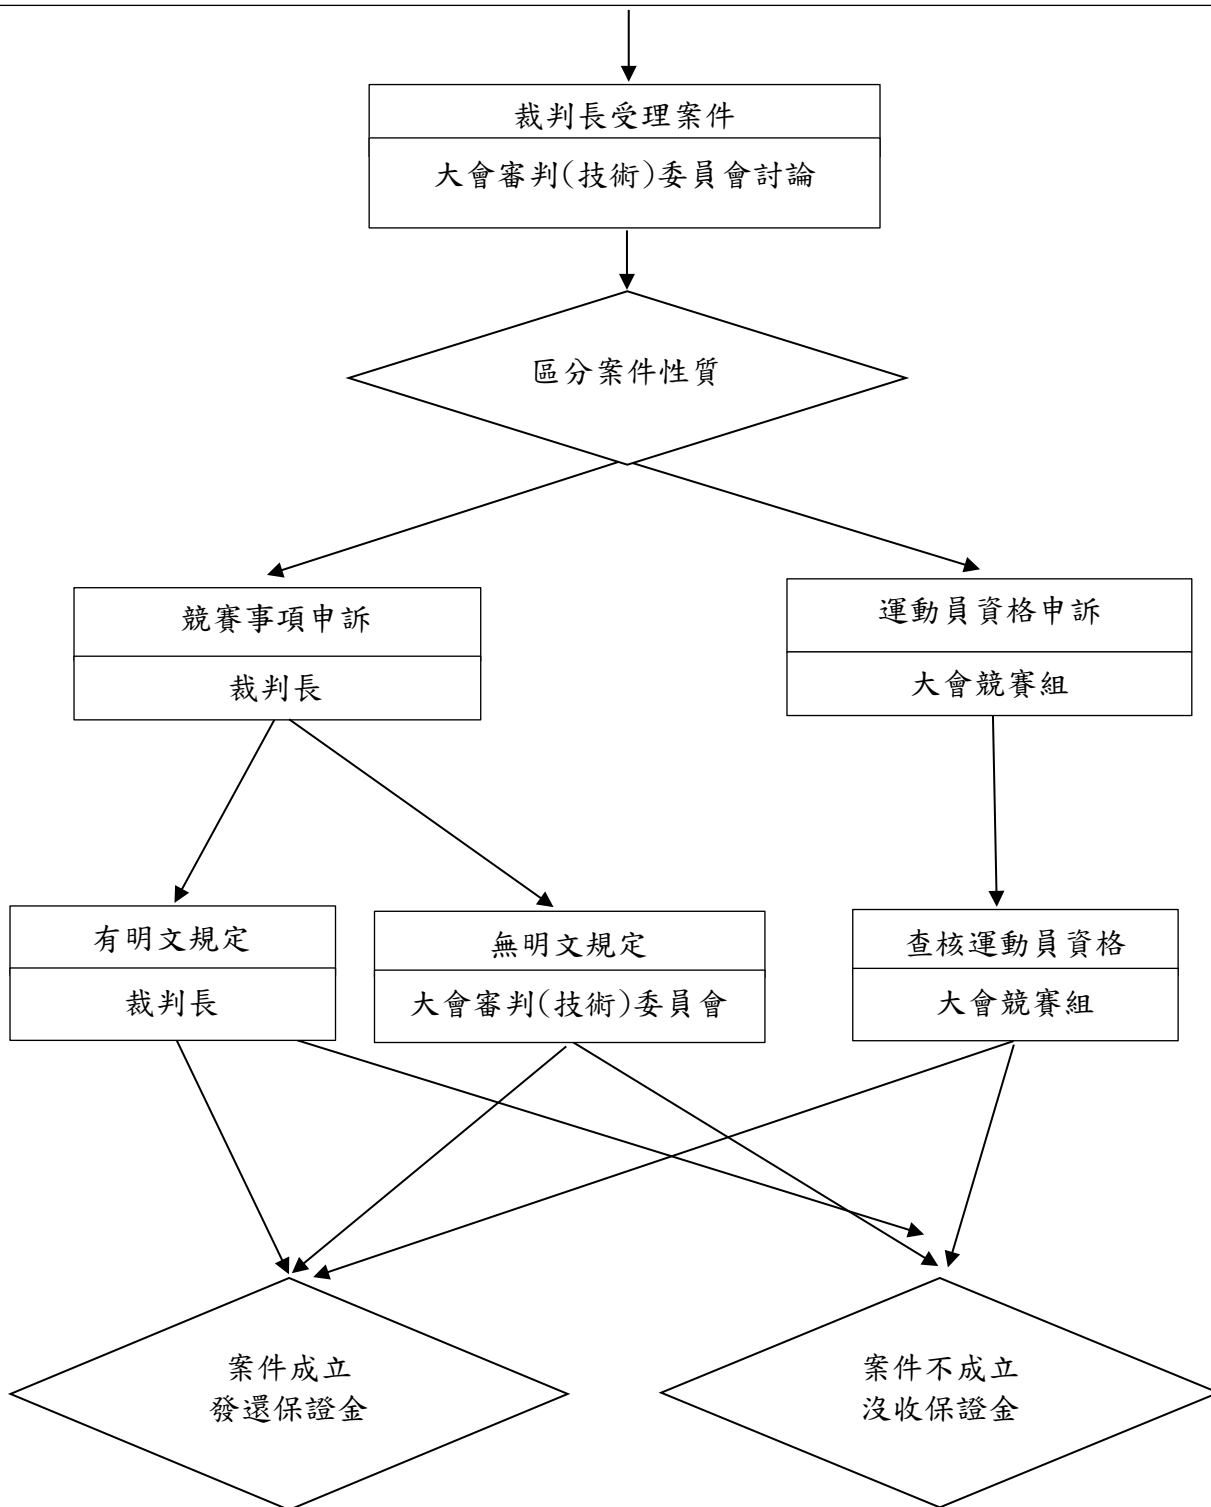 裁判長受理案件
大會審判(技術)委員會討論
區分案件性質
競賽事項申訴
裁判長
運動員資格申訴
大會競賽組
有明文規定
裁判長
無明文規定
大會審判(技術)委員會
查核運動員資格
大會競賽組
案件成立
發還保證金
案件不成立
沒收保證金